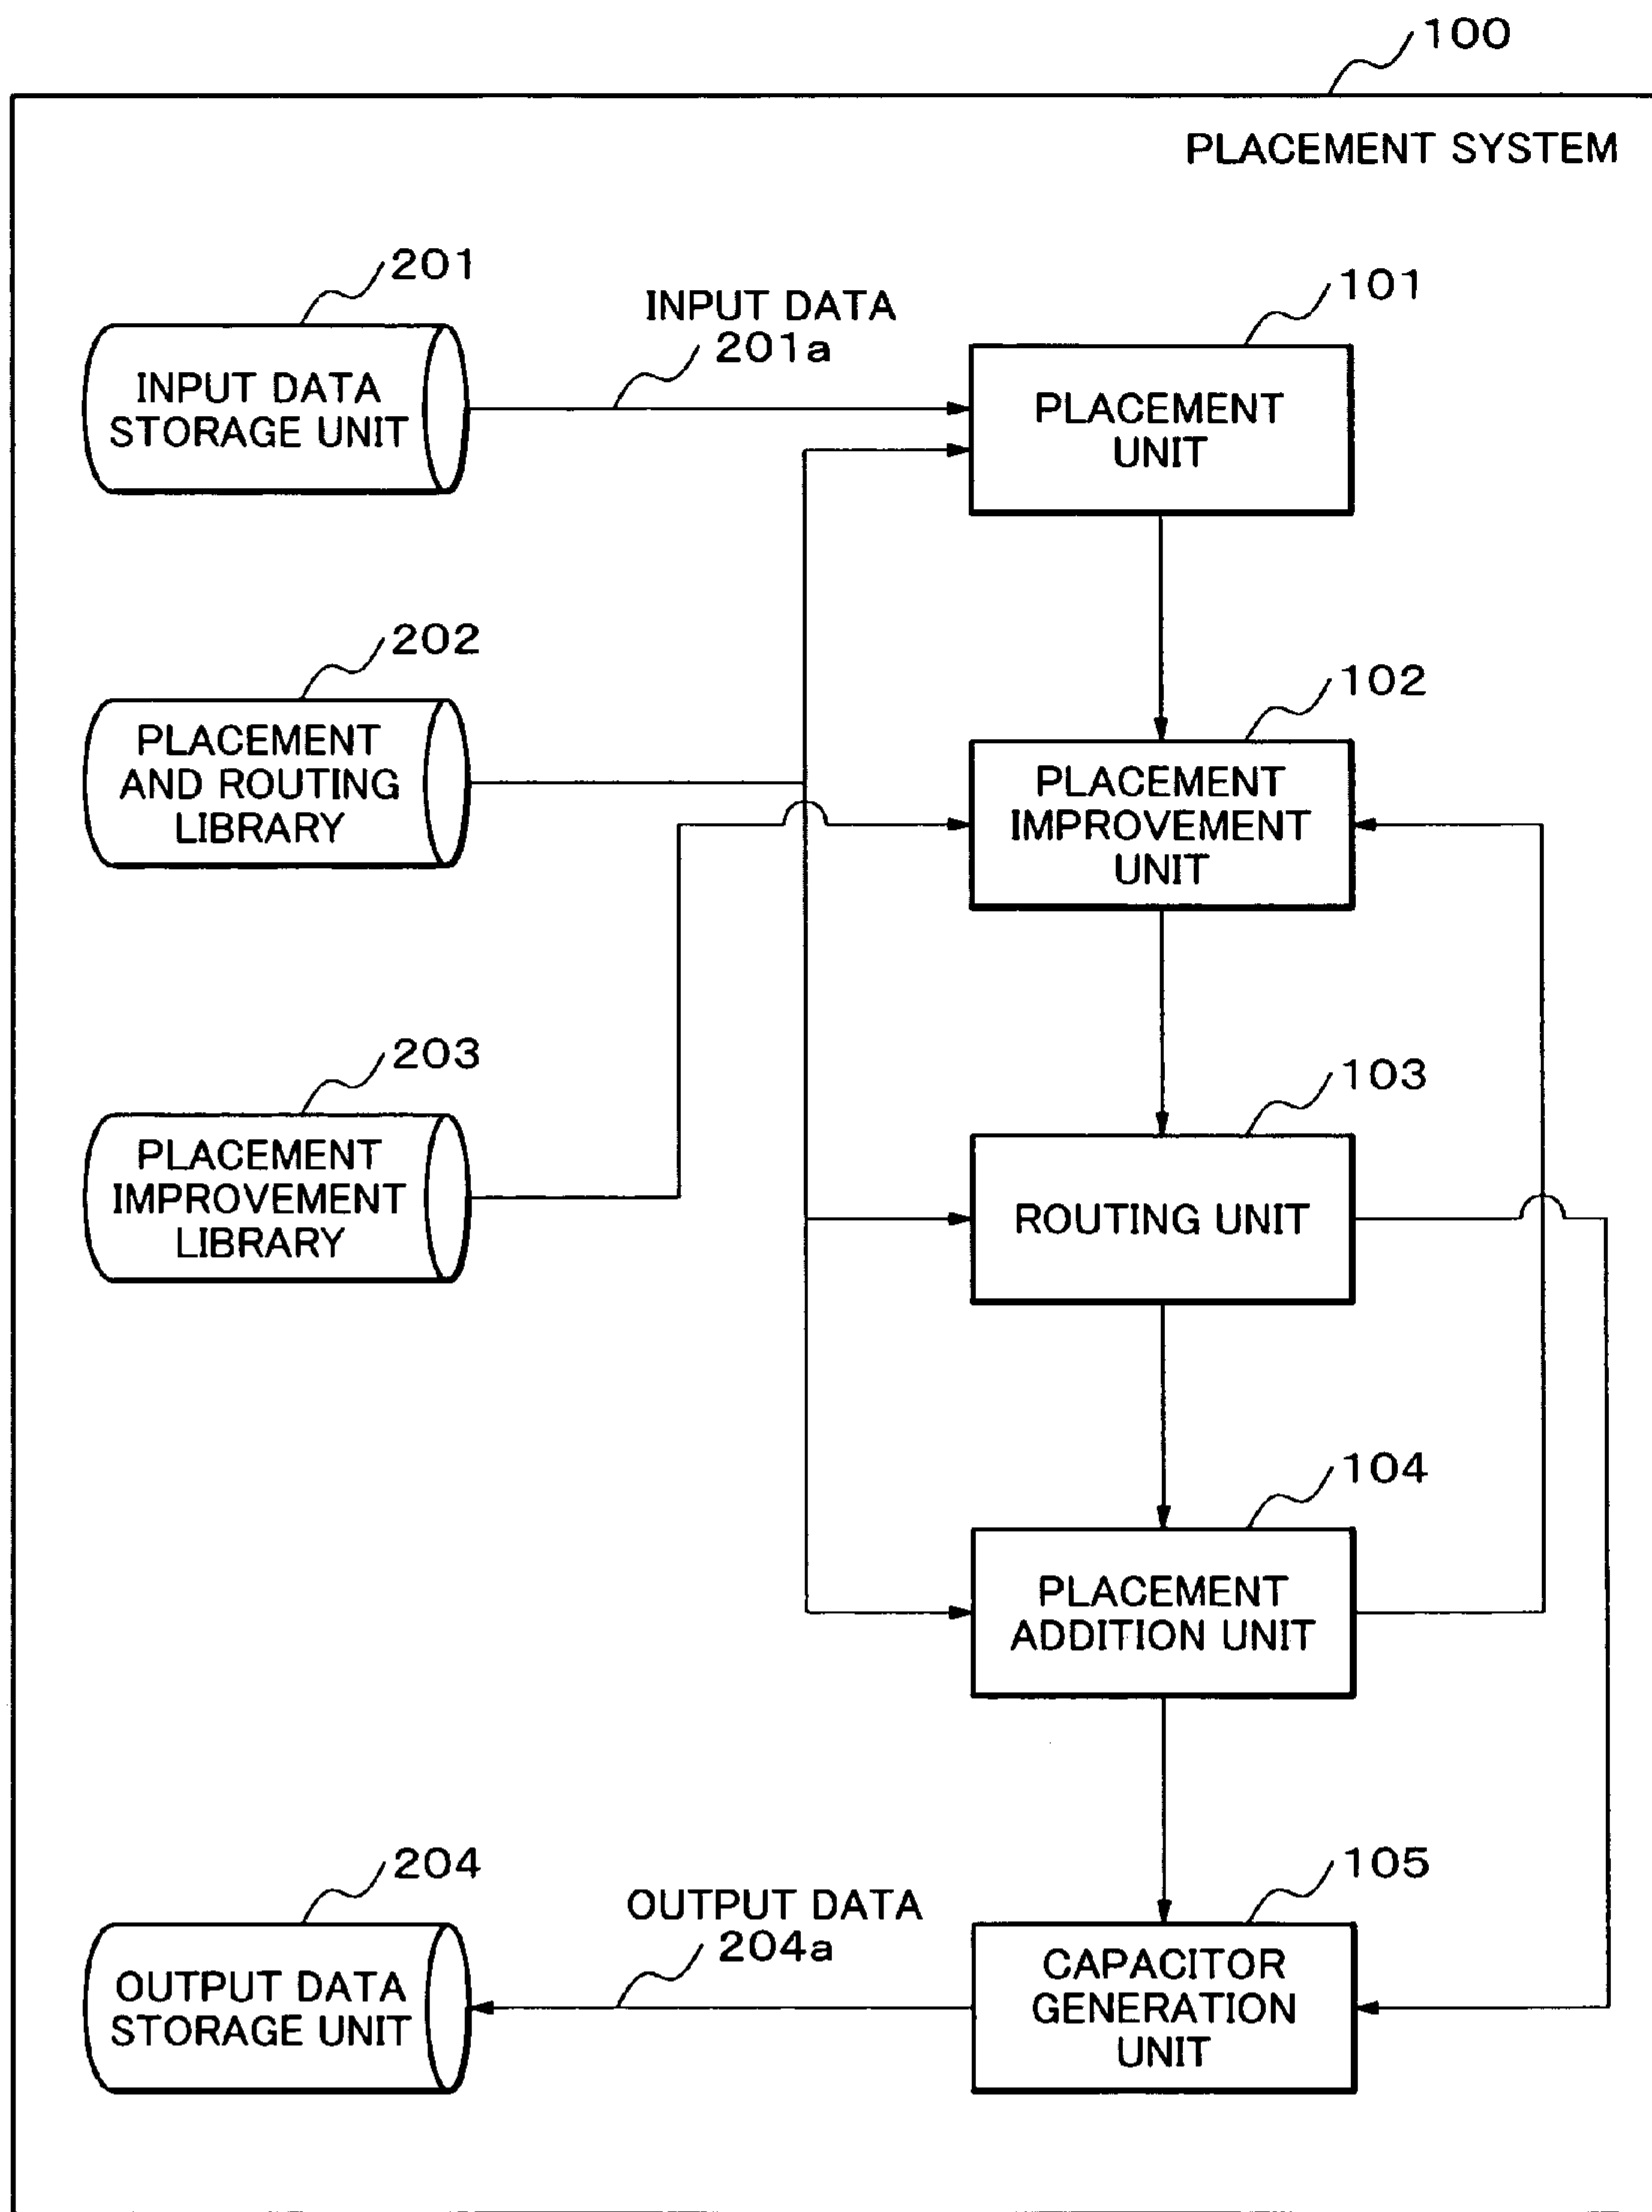 100
PLACEMENT SYSTEM
201
INPUT DATA
STORAGE UNIT
INPUT DATA
201a
101
PLACEMENT
UNIT
202
PLACEMENT
AND ROUTING
LIBRARY
102
PLACEMENT
IMPROVEMENT
UNIT
203
PLACEMENT
IMPROVEMENT
LIBRARY
103
ROUTING UNIT
104
PLACEMENT
ADDITION UNIT
204
OUTPUT DATA
STORAGE UNIT
OUTPUT DATA
204a
105
CAPACITOR
GENERATION
UNIT